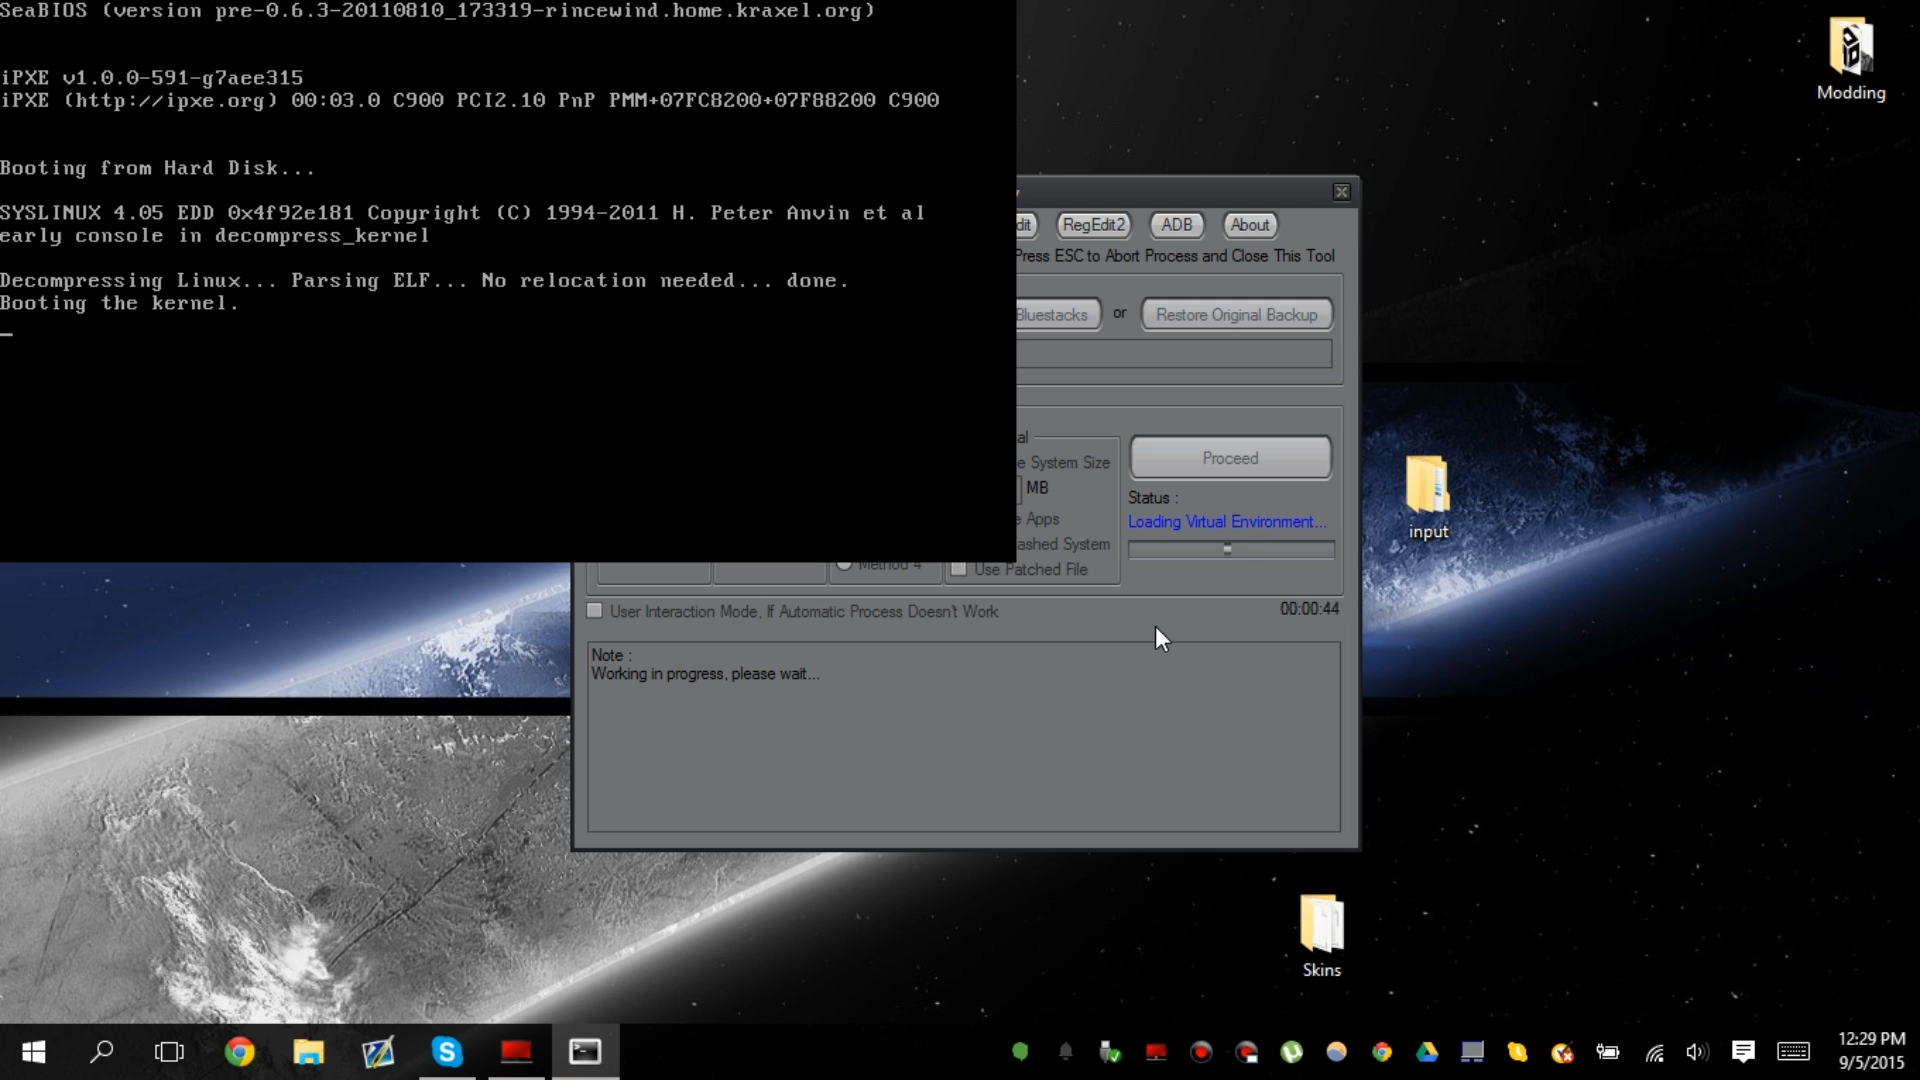 SeaBIOS (version pre-0.6.3-20110810_173319-rincewind.home.kraxel.org)
iPXE v1.0.0-591-g7aee315
iPXE (http://ipxe.org) 00:03.0 C900 PCI2.10 PnP PMM+07FC8200+07F88200 C900
Booting from Hard Disk...
SYSLINUX 4.05 EDD 0x4f92e181 Copyright (C) 1994-2011 H. Peter Anvin et al
early console in decompress_kernel
Decompressing Linux... Parsing ELF... No relocation needed... done.
Booting the kernel.
Modding
RegEdit2 ADB About
Press ESC to Abort Process and Close This Tool
Bluestacks or Restore Original Backup
System Size
MB
Apps
System
Proceed
Status :
Loading Virtual Environment...
Method 4
Use Patched File
User Interaction Mode, If Automatic Process Doesn't Work
00:00:44
Note :
Working in progress, please wait...
input
Skins
12:29 PM
9/5/2015